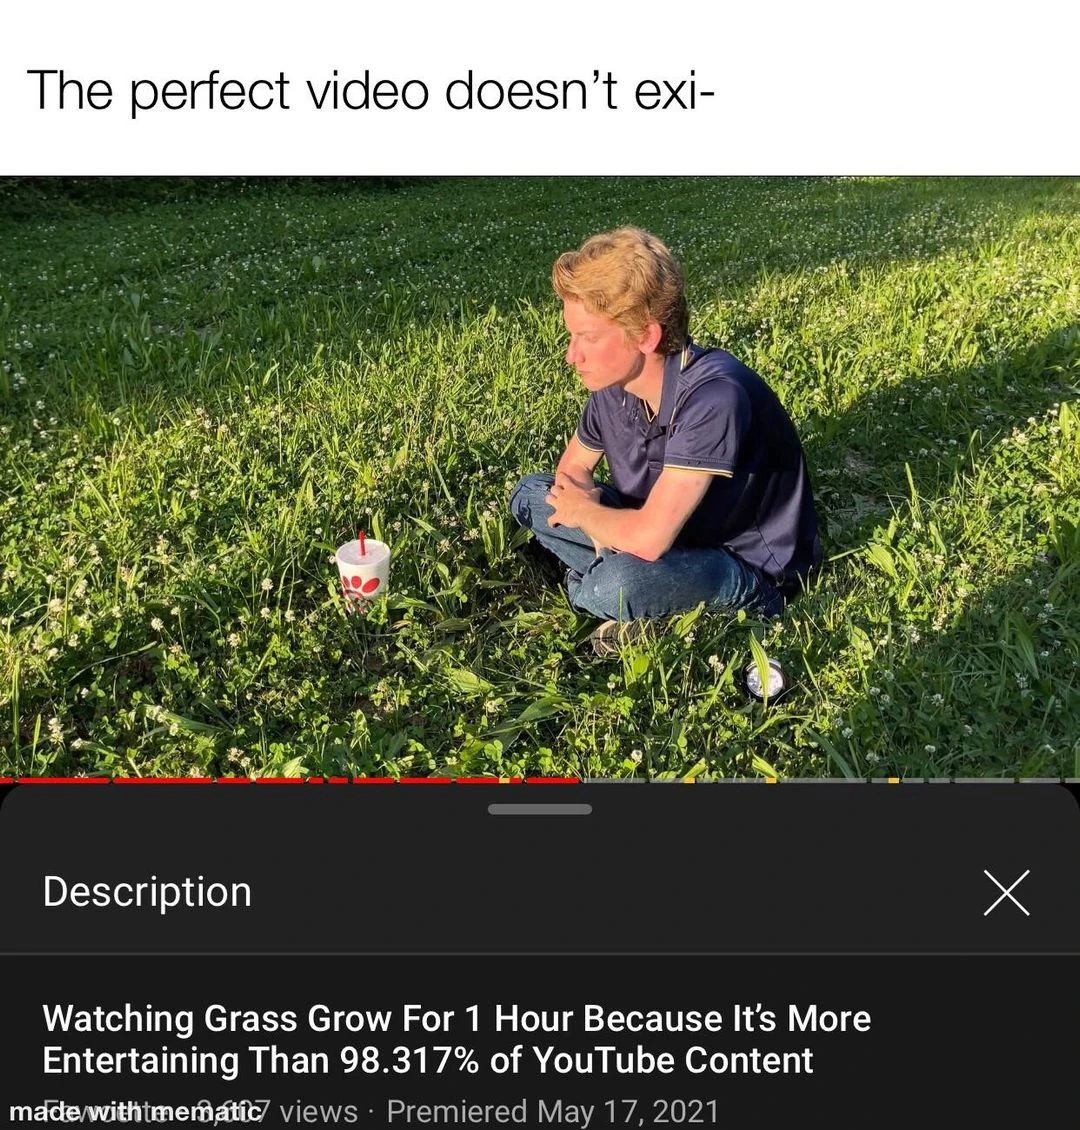 The perfect video doesn't exi-
Description
Watching Grass Grow For 1 Hour Because It's More
Entertaining Than 98.317% of YouTube Content
views · Premiered May 17, 2021
made with mematic